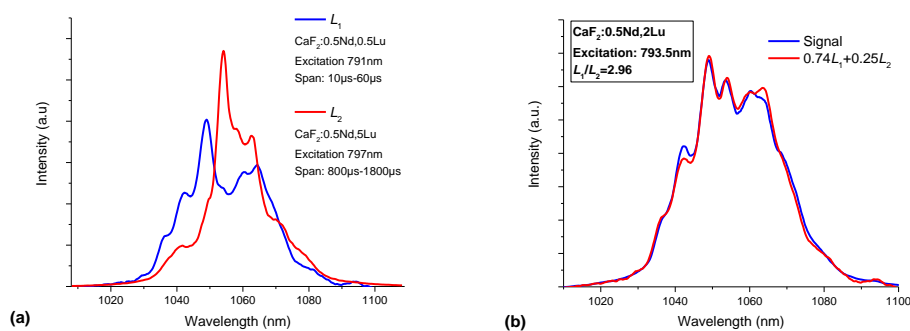 L₁
CaF₂:0.5Nd,0.5Lu
Excitation 791nm
Span: 10µs-60µs
L₂
CaF₂:0.5Nd,5Lu
Excitation 797nm
Span: 800µs-1800µs
Intensity (a.u)
1020 1040 1060 1080 1100
Wavelength (nm)
(a)
CaF₂:0.5Nd,2Lu
Excitation: 793.5nm
L₁/L₂=2.96
Signal
0.74L₁+0.25L₂
Intensity (a.u.)
1020 1040 1060 1080 1100
Wavelength (nm)
(b)